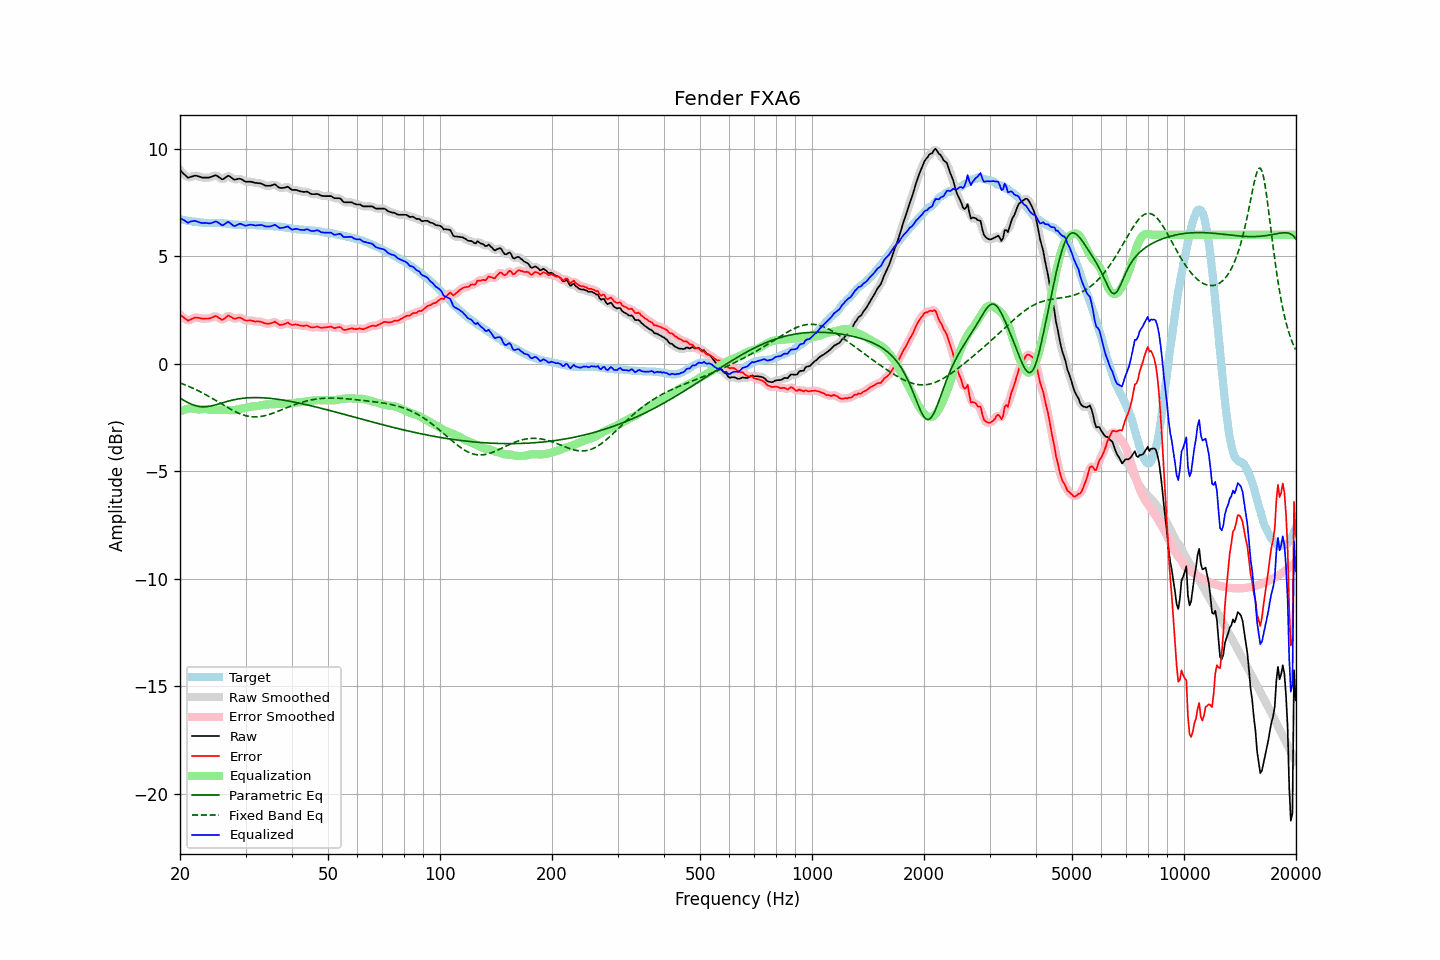 Fender FXA6
Amplitude (dBr)
10
5
0
−5
−10
−15
−20
Target
Raw Smoothed
Error Smoothed
Raw
Error
Equalization
Parametric Eq
Fixed Band Eq
Equalized
20 50 100 200 500 1000 2000 5000 10000 20000
Frequency (Hz)